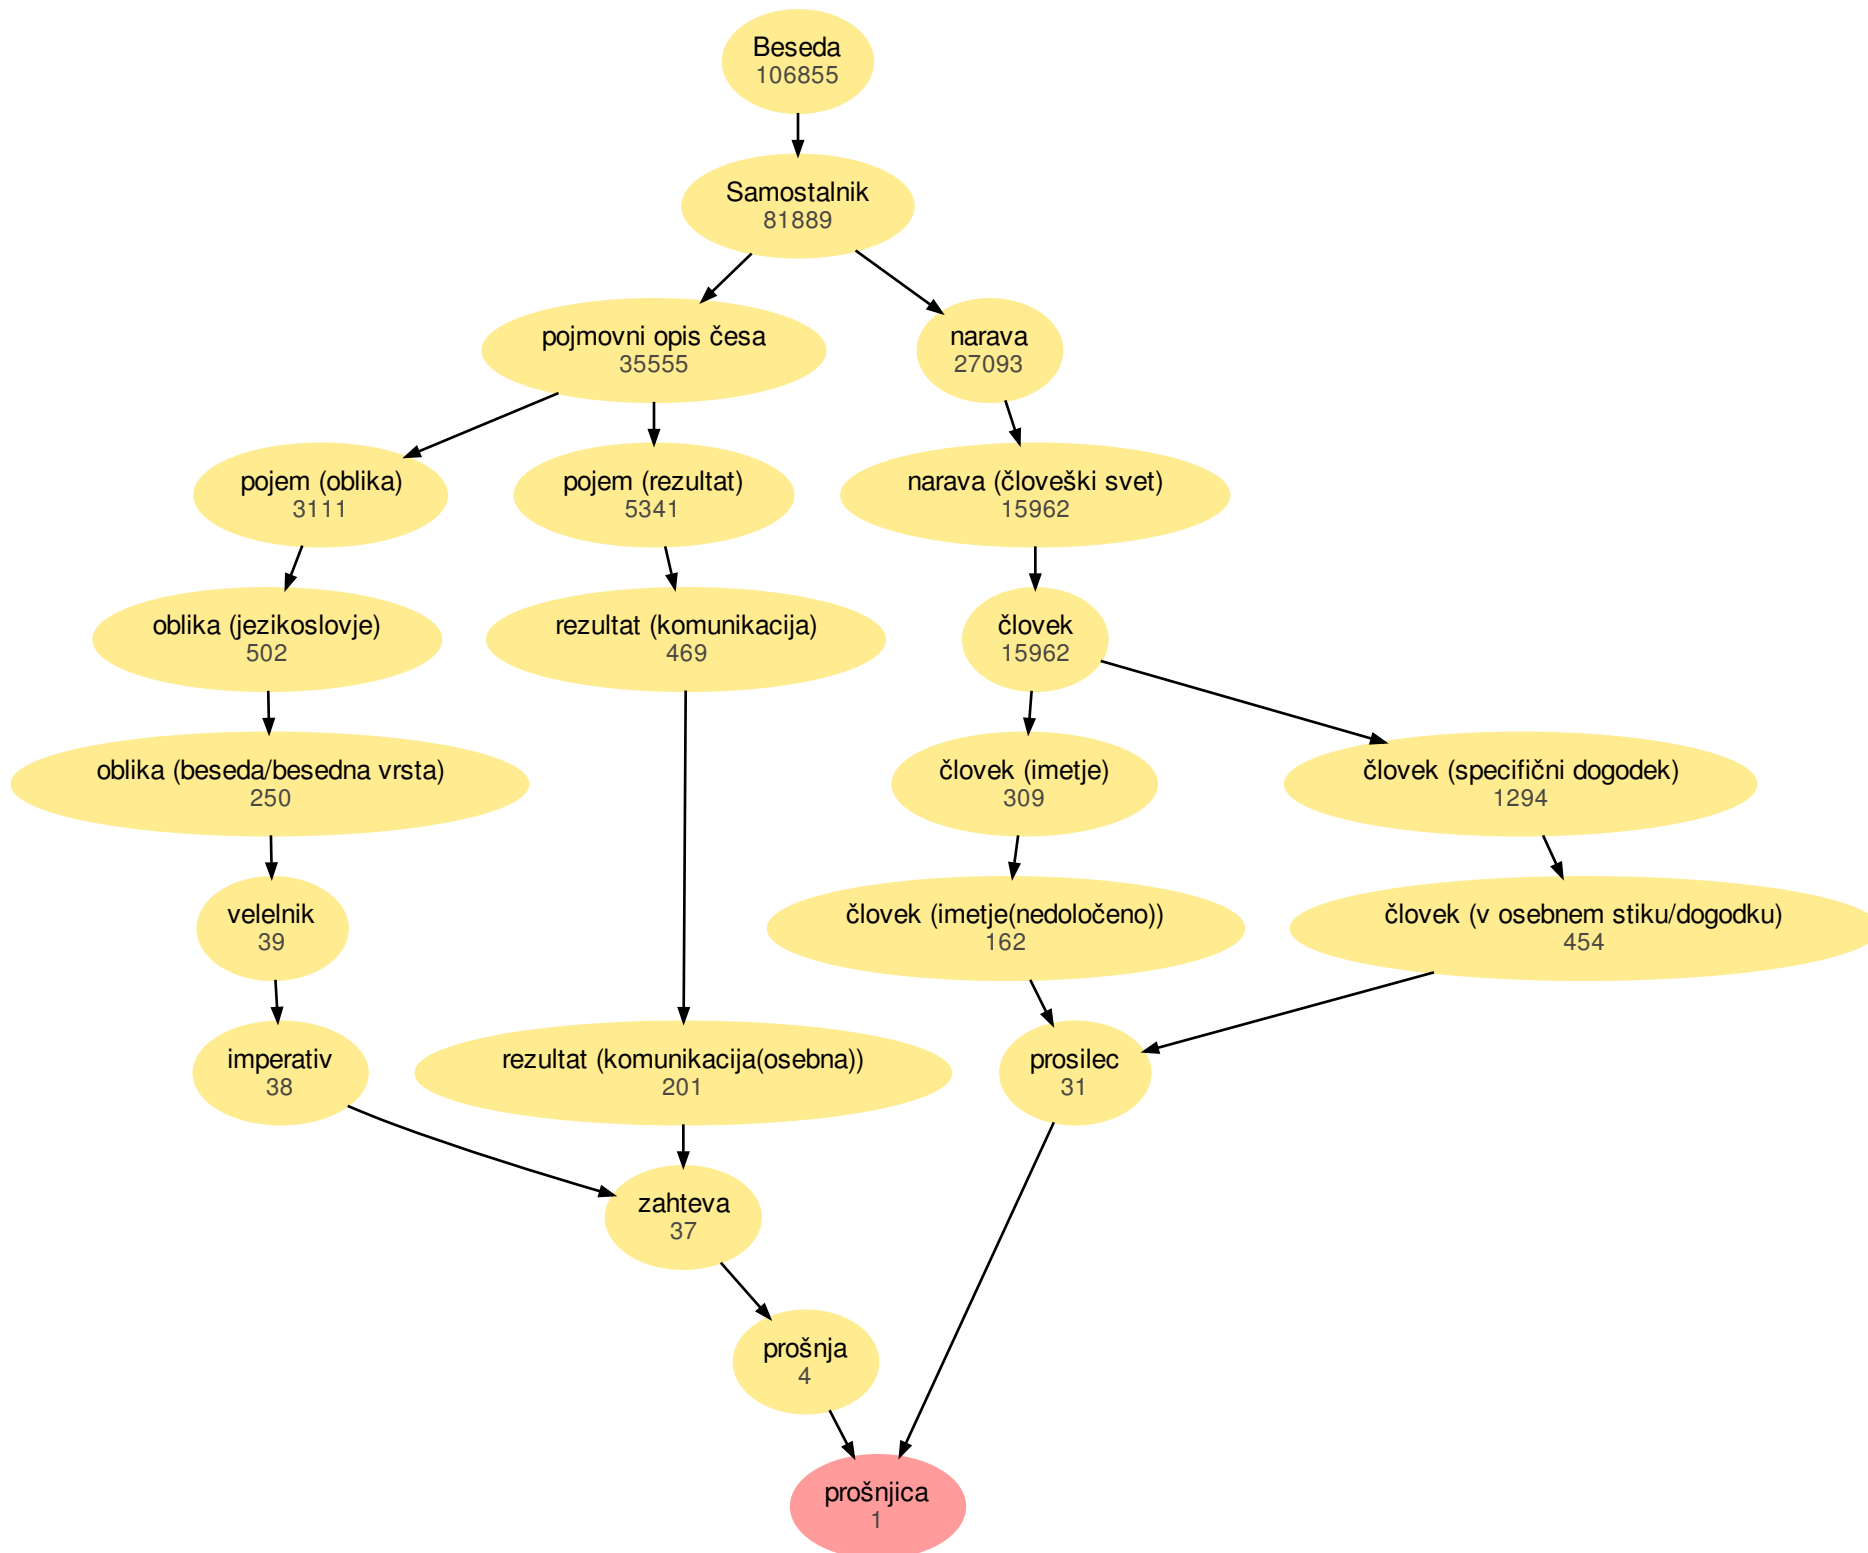 Beseda
106855
Samostalnik
81889
pojmovni opis česa
35555
narava
27093
pojem (oblika)
3111
pojem (rezultat)
5341
narava (človeški svet)
15962
oblika (jezikoslovje)
502
rezultat (komunikacija)
469
človek
15962
oblika (beseda/besedna vrsta)
250
človek (imetje)
309
človek (specifični dogodek)
1294
velelnik
39
človek (imetje(nedoločeno))
162
človek (v osebnem stiku/dogodku)
454
imperativ
38
rezultat (komunikacija(osebna))
201
prosilec
31
zahteva
37
prošnja
4
prošnjica
1